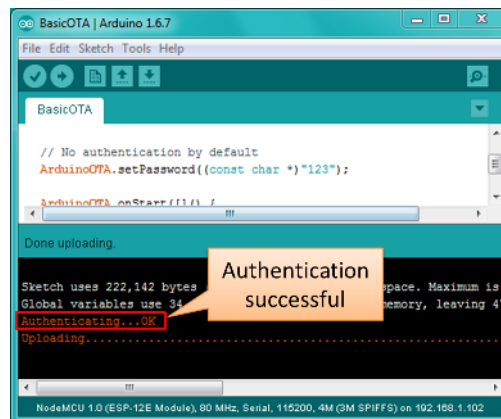 BasicOTA | Arduino 1.6.7
File Edit Sketch Tools Help
BasicOTA
// No authentication by default
ArduinoOTA.setPassword((const char *)"123");
ArduinoOTA.onStart([]() {
Done uploading.
Authentication
successful
Sketch uses 222,142 bytes space. Maximum is
Global variables use 34 memory, leaving 4
Authenticating...OK
Uploading........................................................
NodeMCU 1.0 (ESP-12E Module), 80 MHz, Serial, 115200, 4M (3M SPIFFS) on 192.168.1.102